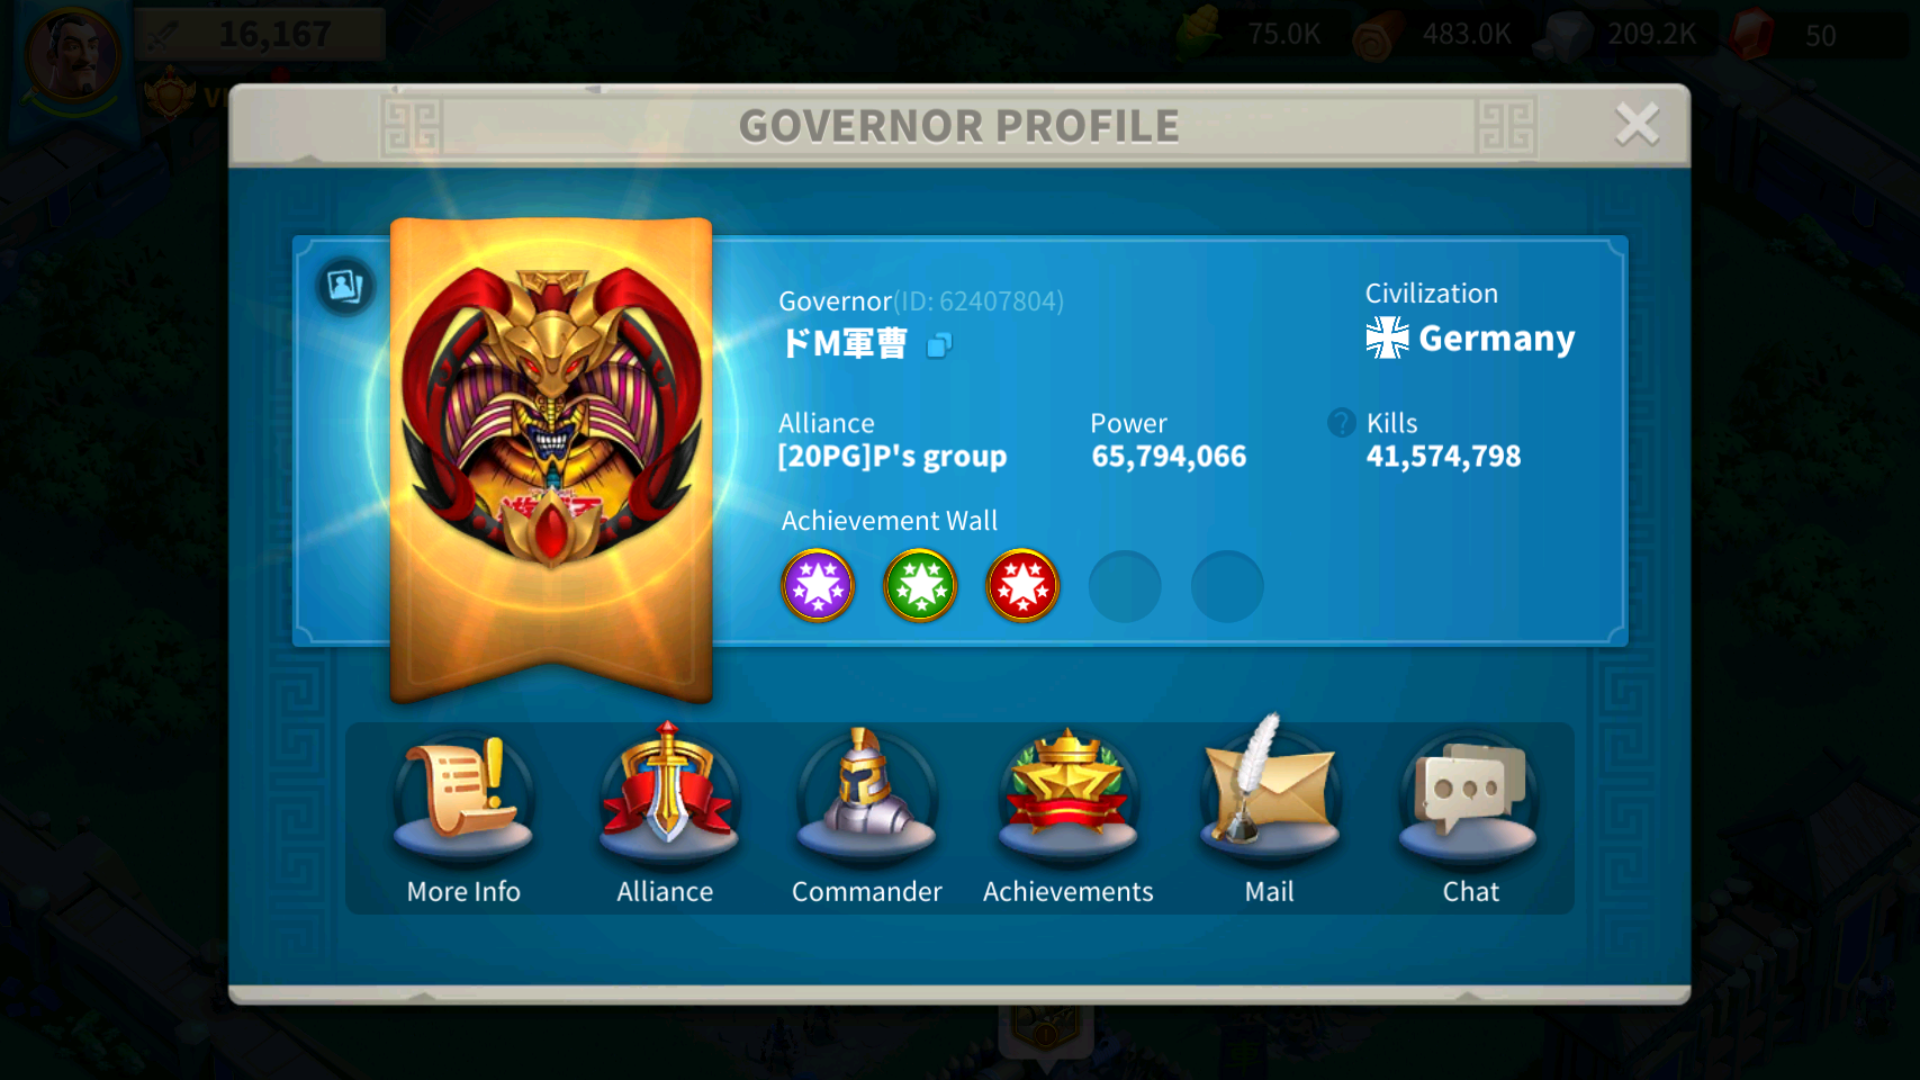 16,167
75.0K
483.0K
209.2K
50
GOVERNOR PROFILE
Governor(ID: 62407804)
ドM軍曹
Civilization
Germany
Alliance
[20PG]P's group
Power
65,794,066
? Kills
41,574,798
Achievement Wall
More Info
Alliance
Commander
Achievements
Mail
Chat